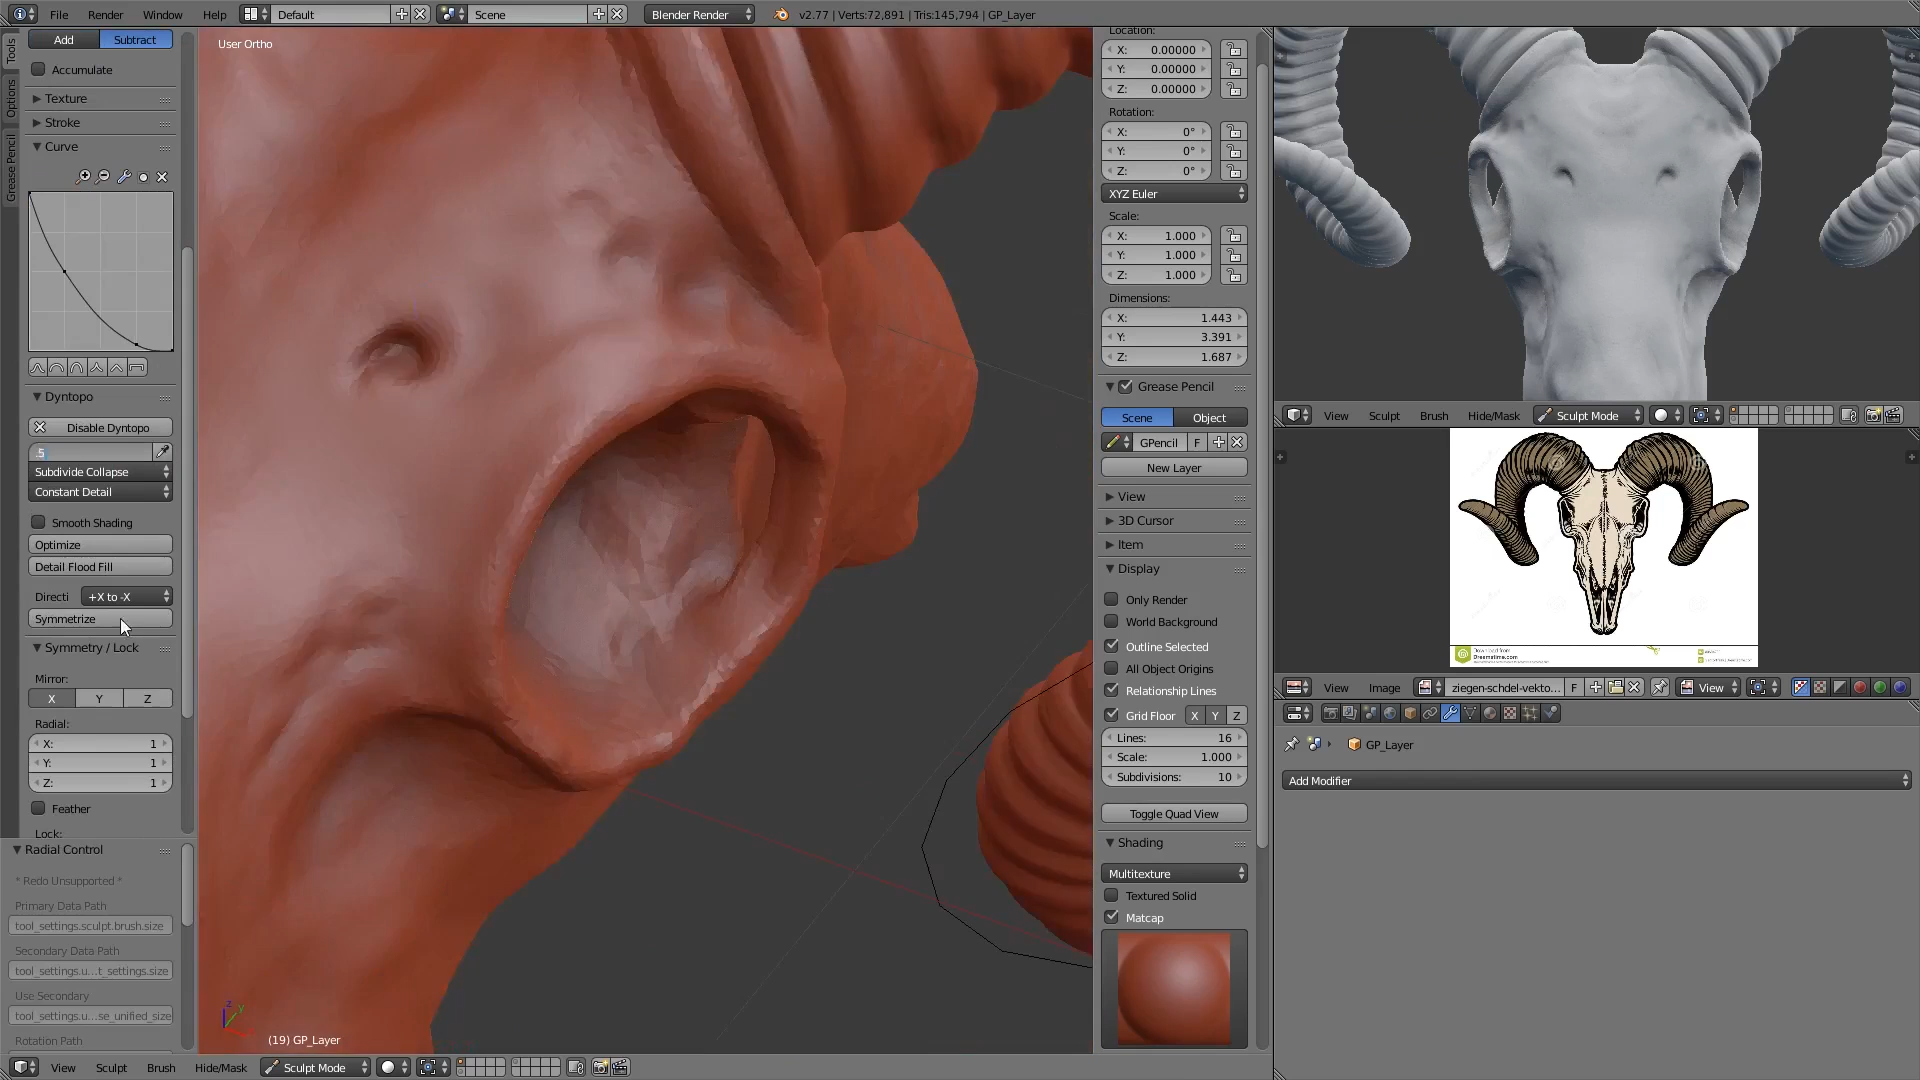 File Render Window Help Default Scene Blender Render v2.77 | Verts:72,891 | Tris:145,794 | GP_Layer
Tools
Options
Grease Pencil
Add Subtract
Accumulate
Texture
Stroke
Curve
Dyntopo
Disable Dyntopo
.5
Subdivide Collapse
Constant Detail
Smooth Shading
Optimize
Detail Flood Fill
Directi +X to -X
Symmetrize
Symmetry / Lock
Mirror:
X Y Z
Radial:
X: 1
Y: 1
Z: 1
Feather
Lock:
Radial Control
* Redo Unsupported *
Primary Data Path
tool_settings.sculpt.brush.size
Secondary Data Path
tool_settings.u...t_settings.size
Use Secondary
tool_settings.u...se_unified_size
Rotation Path
User Ortho
z
y
(19) GP_Layer
View Sculpt Brush Hide/Mask Sculpt Mode
Location:
X: 0.00000
Y: 0.00000
Z: 0.00000
Rotation:
X: 0°
Y: 0°
Z: 0°
XYZ Euler
Scale:
X: 1.000
Y: 1.000
Z: 1.000
Dimensions:
X: 1.443
Y: 3.391
Z: 1.687
Grease Pencil
Scene Object
GPencil F
New Layer
View
3D Cursor
Item
Display
Only Render
World Background
Outline Selected
All Object Origins
Relationship Lines
Grid Floor X Y Z
Lines: 16
Scale: 1.000
Subdivisions: 10
Toggle Quad View
Shading
Multitexture
Textured Solid
Matcap
View Sculpt Brush Hide/Mask Sculpt Mode
Download from
Dreamstime.com
View Image ziegen-schdel-vekto... F View
GP_Layer
Add Modifier